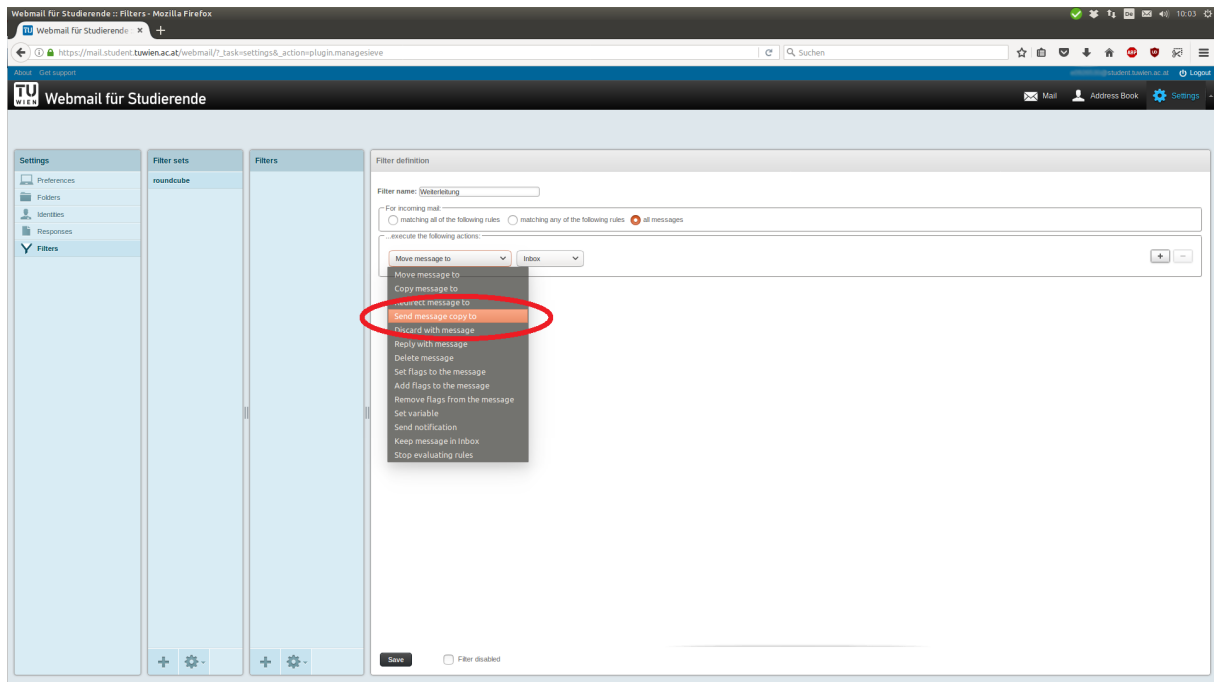 Webmail für Studierende :: Filters - Mozilla Firefox
De
10:03
TU Webmail für Studierende
https://mail.student.tuwien.ac.at/webmail/?_task=settings&_action=plugin.managesieve
Suchen
ABP
About Get support
@student.tuwien.ac.at Logout
TU WIEN Webmail für Studierende
Mail Address Book Settings
Settings
Preferences
Folders
Identities
Responses
Filters
Filter sets
roundcube
Filters
Filter definition
Filter name: Weiterleitung
For incoming mail:
matching all of the following rules matching any of the following rules all messages
...execute the following actions:
Move message to Inbox + -
Move message to
Copy message to
Redirect message to
Send message copy to
Discard with message
Reply with message
Delete message
Set flags to the message
Add flags to the message
Remove flags from the message
Set variable
Send notification
Keep message in Inbox
Stop evaluating rules
Save Filter disabled